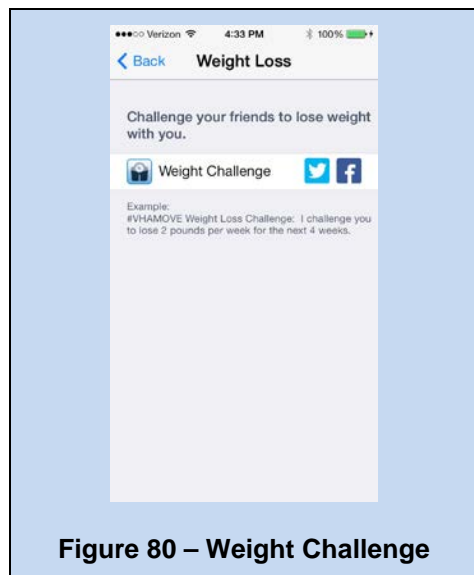 Verizon 4:33 PM 100%
Back Weight Loss
Challenge your friends to lose weight
with you.
Weight Challenge
Example:
#VHAMOVE Weight Loss Challenge: I challenge you
to lose 2 pounds per week for the next 4 weeks.
Figure 80 – Weight Challenge